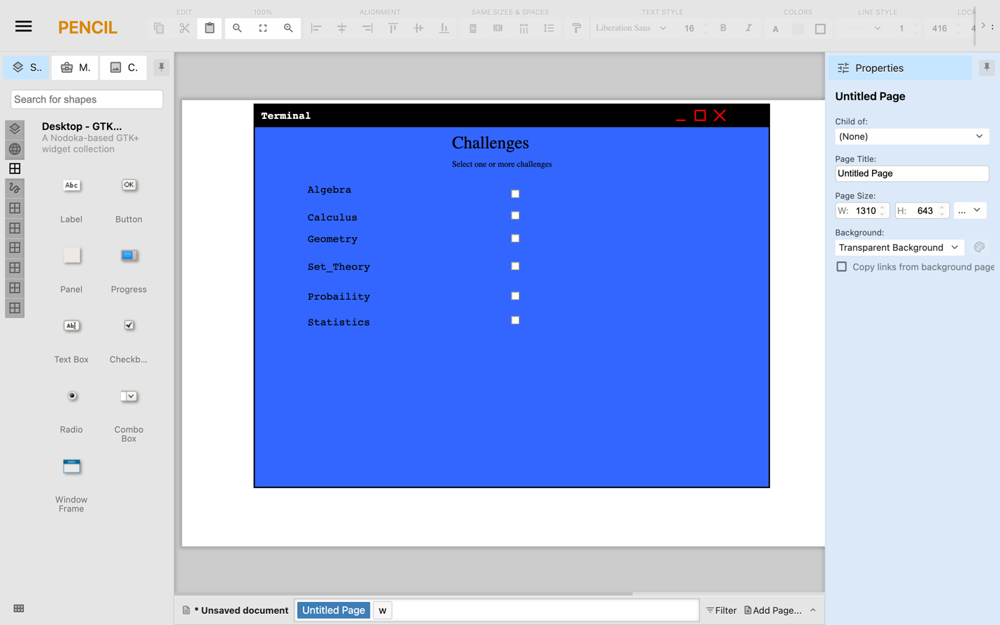 EDIT
100%
ALIGNMENT
SAME SIZES & SPACES
TEXT STYLE
COLORS
LINE STYLE
LOCA
PENCIL
Liberation Sans
16
B
I
A
1
416
4
S..
M.
C.
Properties
Search for shapes
Desktop - GTK...
A Nodoka-based GTK+
widget collection
Abc
OK
Label
Button
Panel
Progress
Ab
Text Box
Checkb...
Radio
Combo
Box
Window
Frame
Terminal
Challenges
Select one or more challenges
Algebra
Calculus
Geometry
Set_Theory
Probaility
Statistics
Untitled Page
Child of:
(None)
Page Title:
Untitled Page
Page Size:
W: 1310
H: 643
...
Background:
Transparent Background
Copy links from background page
* Unsaved document
Untitled Page
w
Filter
Add Page...